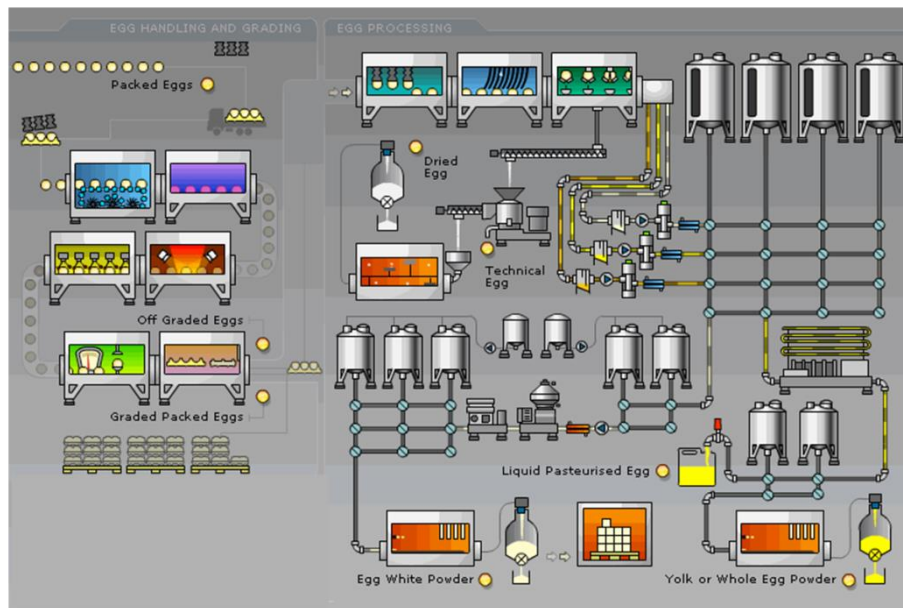 EGG HANDLING AND GRADING
EGG PROCESSING
Packed Eggs
Dried
Egg
Technical
Egg
Off Graded Eggs
Graded Packed Eggs
Liquid Pasteurised Egg
Egg White Powder
Yolk or Whole Egg Powder